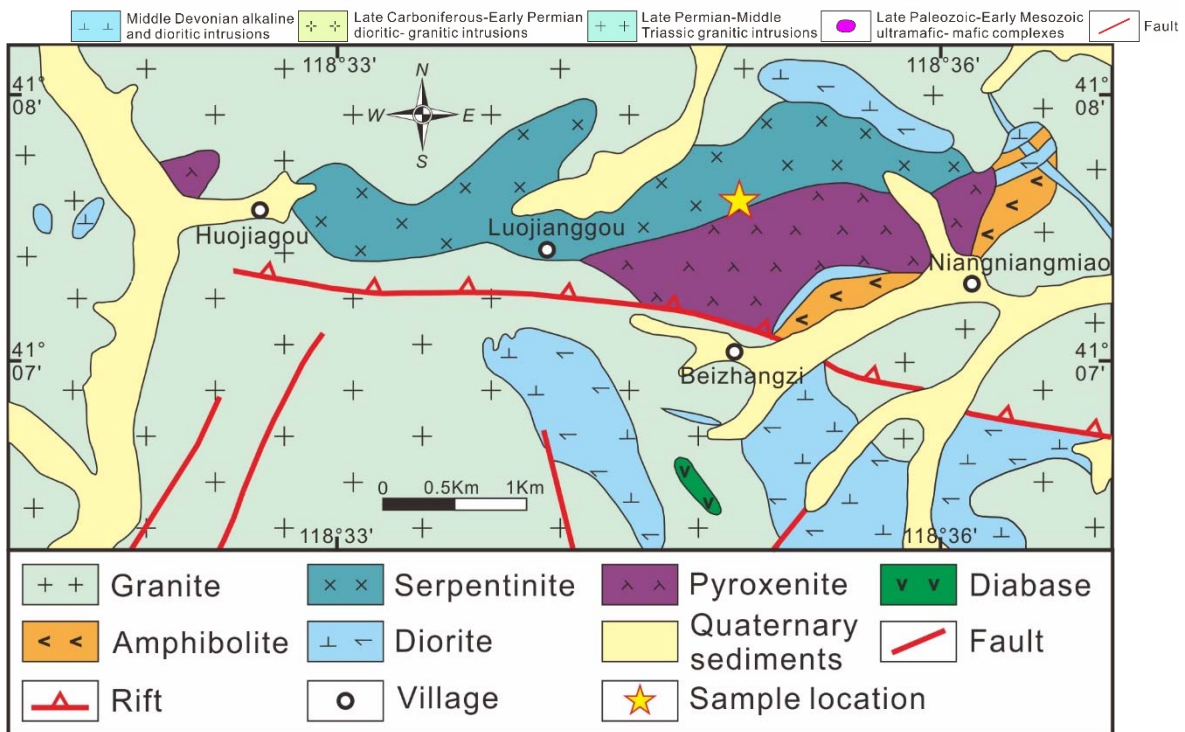 Middle Devonian alkaline
and dioritic intrusions
Late Carboniferous-Early Permian
dioritic- granitic intrusions
Late Permian-Middle
Triassic granitic intrusions
Late Paleozoic-Early Mesozoic
ultramafic- mafic complexes
Fault
118°33'
118°36'
41°
08'
41°
08'
N
W
E
S
Huojiagou
Luojianggou
Niangniangmiao
41°
07'
41°
07'
Beizhangzi
0 0.5Km 1Km
118°33'
118°36'
Granite
Serpentinite
Pyroxenite
Diabase
Amphibolite
Diorite
Quaternary
sediments
Fault
Rift
Village
Sample location